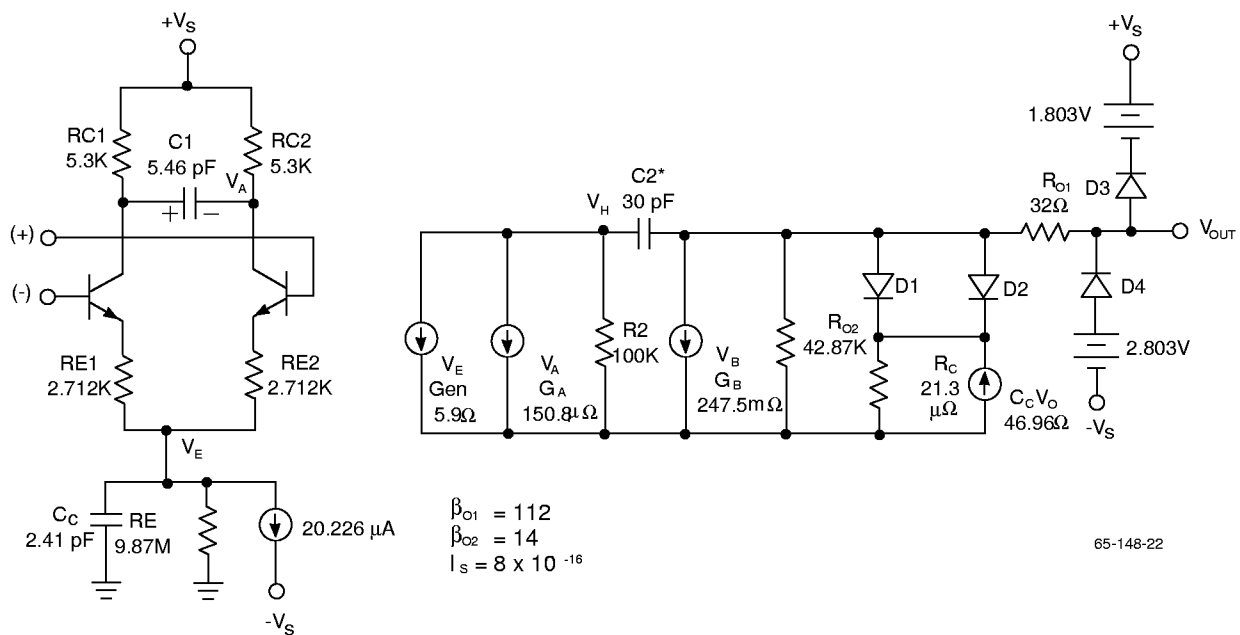 +VS
RC1
5.3K
C1
5.46 pF
RC2
5.3K
VA
+
−
(+)
(-)
RE1
2.712K
RE2
2.712K
VE
CC
2.41 pF
RE
9.87M
20.226 µA
-VS
VH
C2*
30 pF
VE
Gen
5.9Ω
VA
GA
150.8µΩ
R2
100K
VB
GB
247.5mΩ
RO2
42.87K
D1
D2
RC
21.3
µΩ
CCVO
46.96Ω
RO1
32Ω
+VS
1.803V
D3
VOUT
D4
2.803V
-VS
βO1 = 112
βO2 = 14
IS = 8 x 10 -16
65-148-22